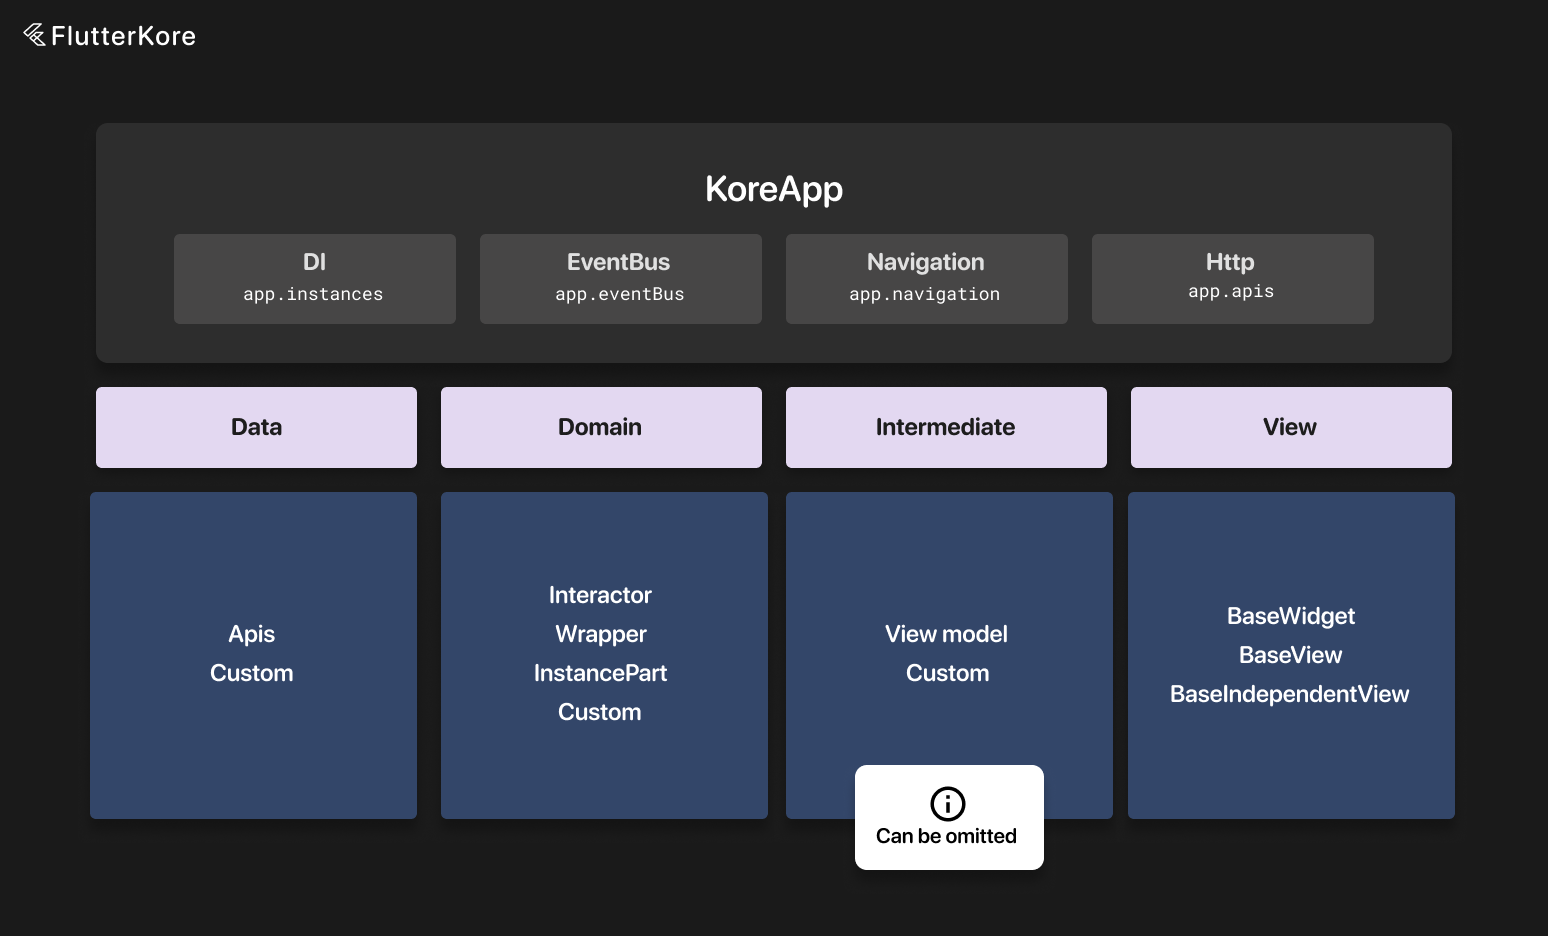 FlutterKore
KoreApp
DI
app.instances
EventBus
app.eventBus
Navigation
app.navigation
Http
app.apis
Data
Domain
Intermediate
View
Apis
Custom
Interactor
Wrapper
InstancePart
Custom
View model
Custom
Can be omitted
BaseWidget
BaseView
BaseIndependentView